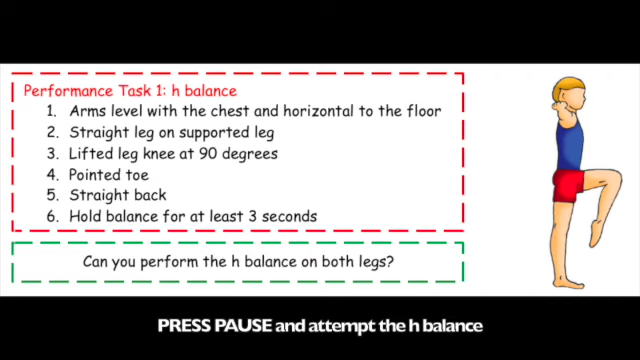 Performance Task 1: h balance
1. Arms level with the chest and horizontal to the floor
2. Straight leg on supported leg
3. Lifted leg knee at 90 degrees
4. Pointed toe
5. Straight back
6. Hold balance for at least 3 seconds
Can you perform the h balance on both legs?
PRESS PAUSE and attempt the h balance